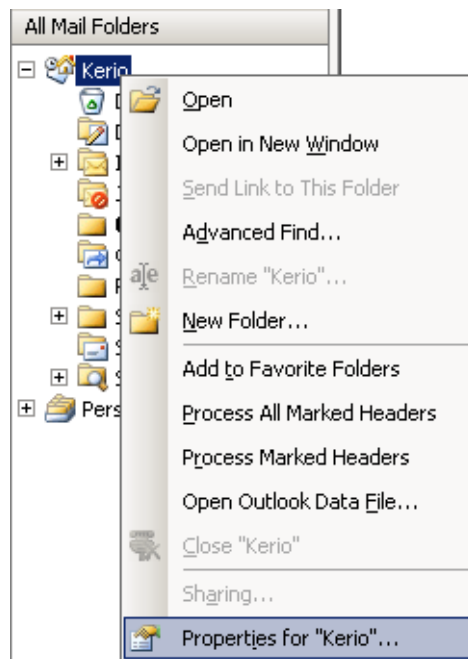 All Mail Folders
Kerio
Open
Open in New Window
Send Link to This Folder
Advanced Find...
Rename "Kerio"...
New Folder...
Add to Favorite Folders
Process All Marked Headers
Process Marked Headers
Open Outlook Data File...
Close "Kerio"
Sharing...
Pers
Properties for "Kerio"...